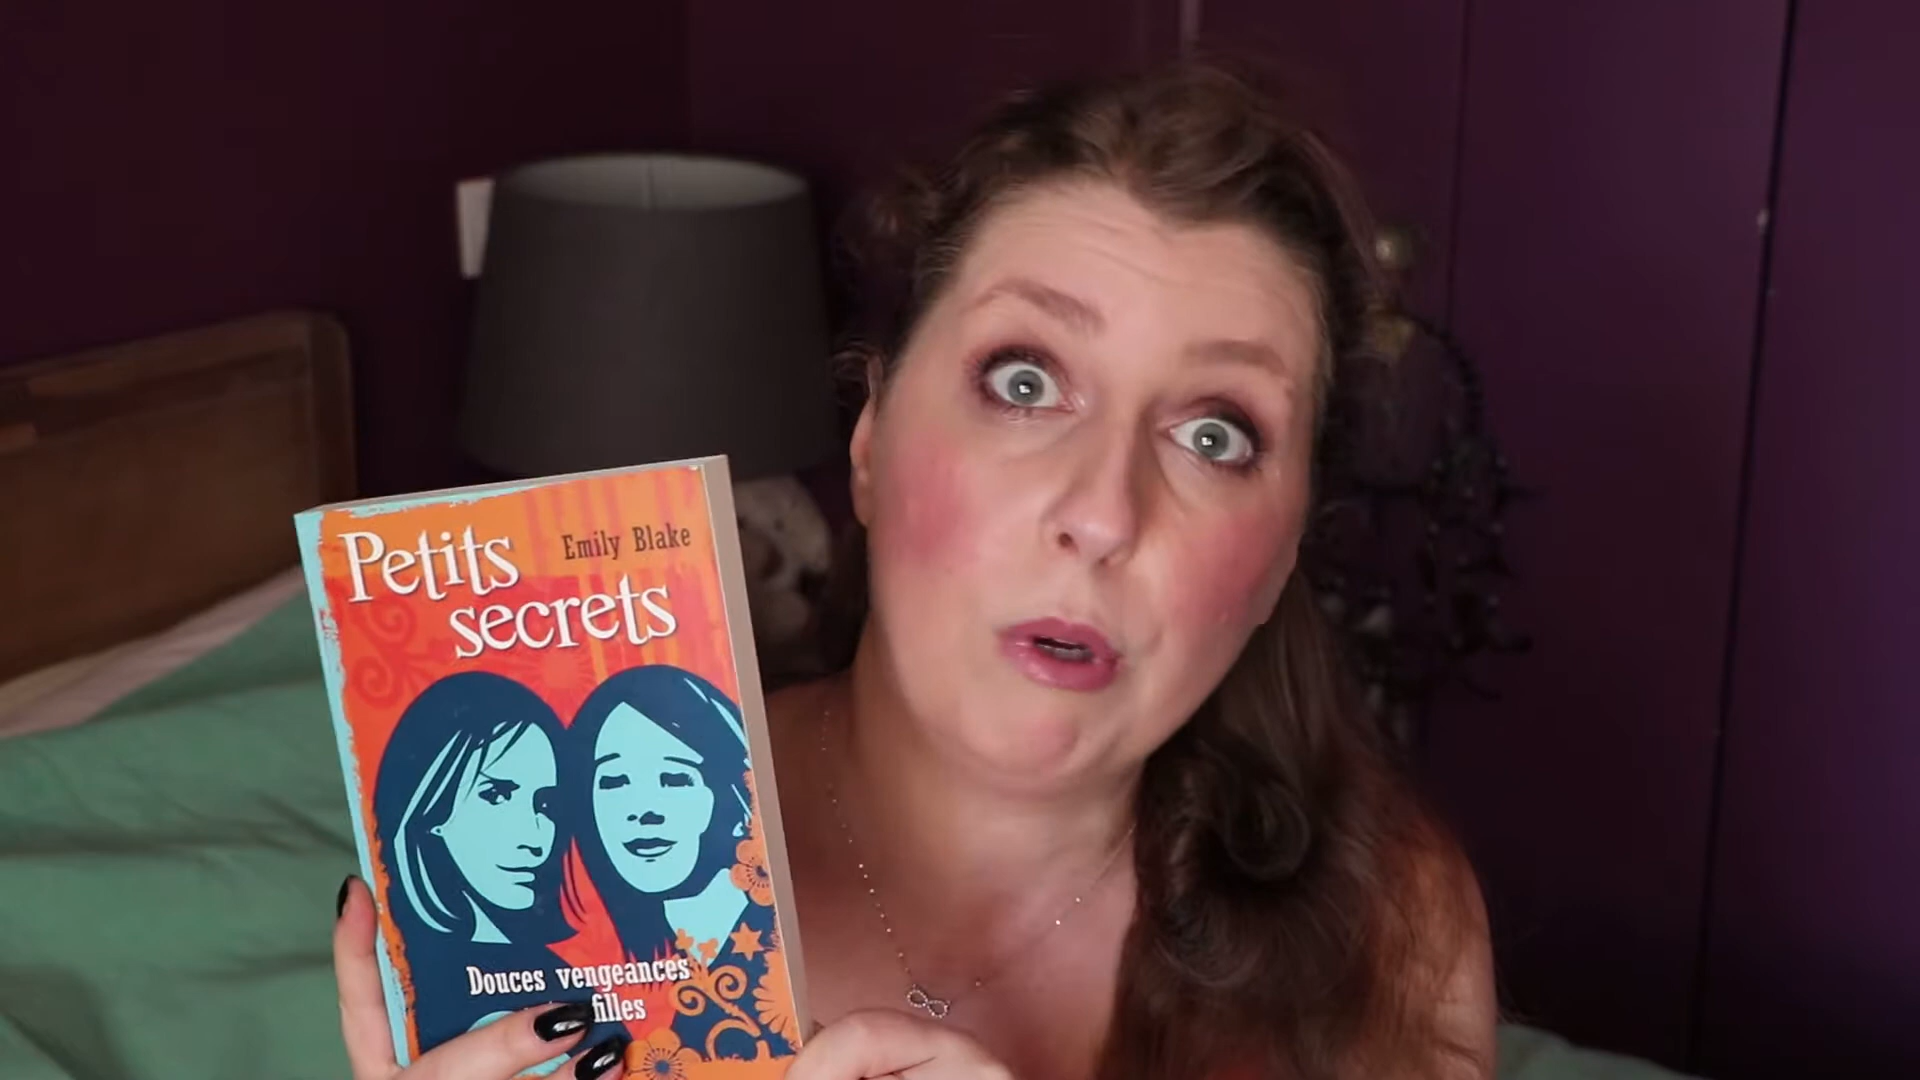 Petits
secrets
Emily Blake
Douces vengeances
filles